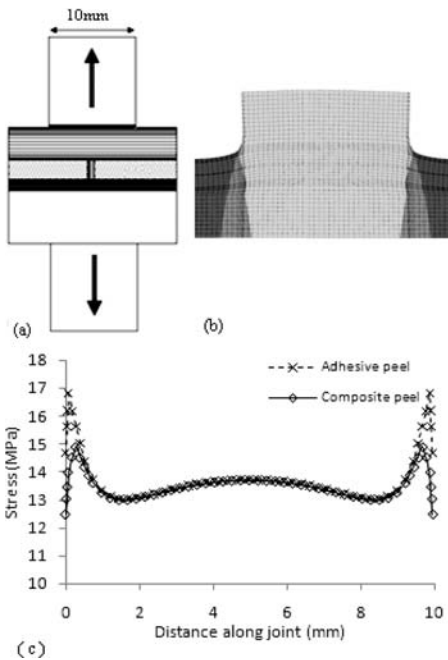 10mm
(a)
(b)
18
17
16
15
14
13
12
11
10
Stress (MPa)
Adhesive peel
Composite peel
0
2
4
6
8
10
Distance along joint (mm)
(c)